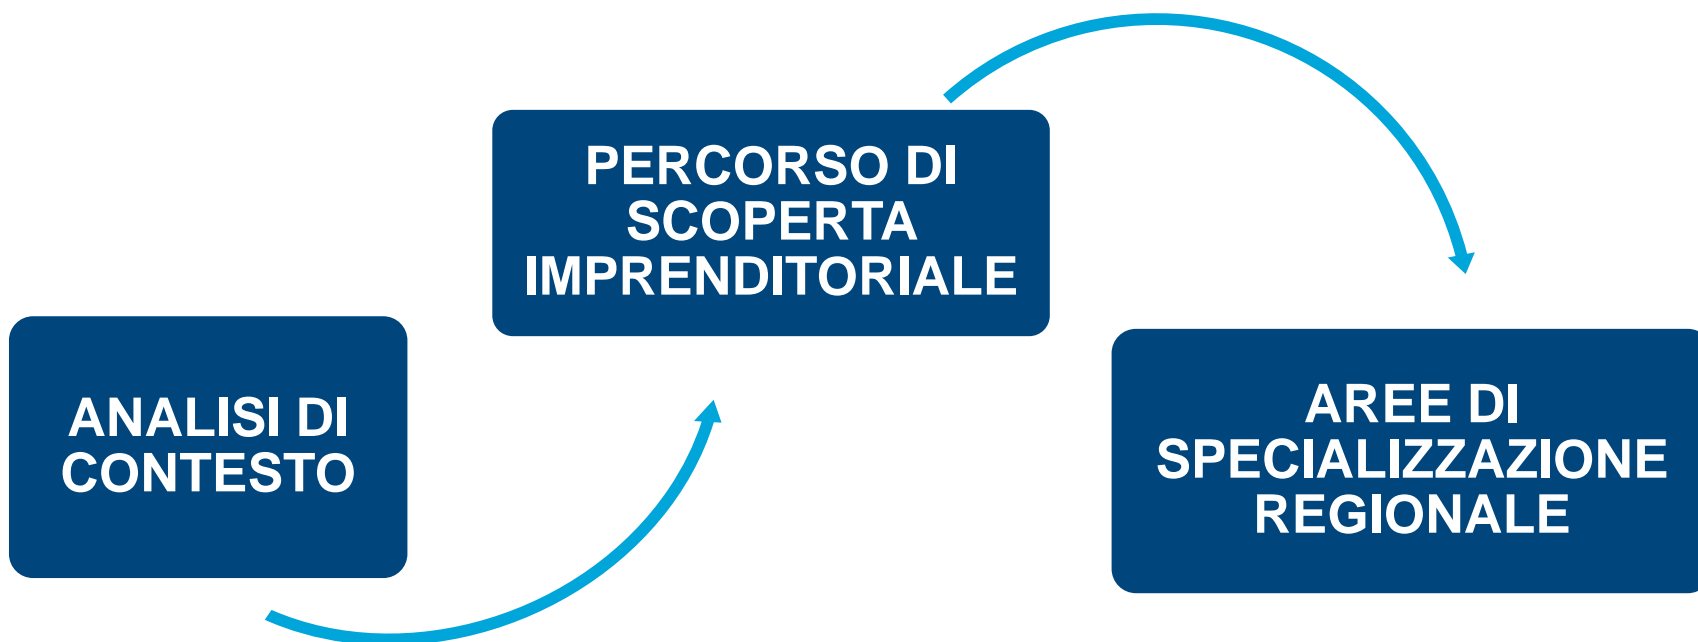 ANALISI DI
CONTESTO
PERCORSO DI
SCOPERTA
IMPRENDITORIALE
AREE DI
SPECIALIZZAZIONE
REGIONALE